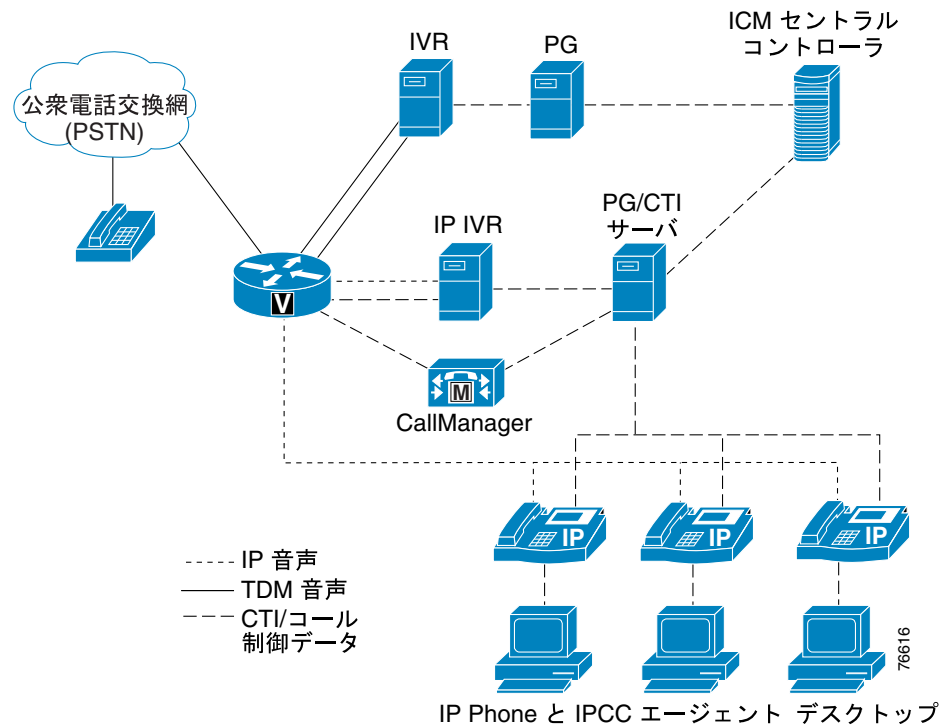 IVR
PG
ICM セントラル
コントローラ
公衆電話交換網
(PSTN)
IP IVR
PG/CTI
サーバ
V
M
CallManager
IP
IP
IP
IP 音声
TDM 音声
CTI/コール
制御データ
76616
IP Phone と IPCC エージェント デスクトップ